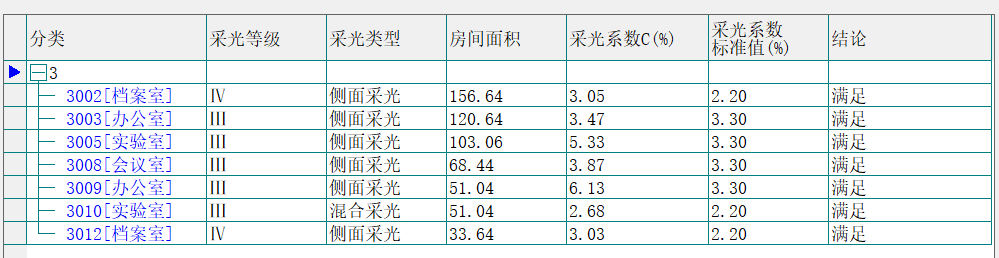 分类 采光等级 采光类型 房间面积 采光系数C(%) 采光系数标准值(%) 结论
3
3002[档案室] Ⅳ 侧面采光 156.64 3.05 2.20 满足
3003[办公室] Ⅲ 侧面采光 120.64 3.47 3.30 满足
3005[实验室] Ⅲ 侧面采光 103.06 5.33 3.30 满足
3008[会议室] Ⅲ 侧面采光 68.44 3.87 3.30 满足
3009[办公室] Ⅲ 侧面采光 51.04 6.13 3.30 满足
3010[实验室] Ⅲ 混合采光 51.04 2.68 2.20 满足
3012[档案室] Ⅳ 侧面采光 33.64 3.03 2.20 满足